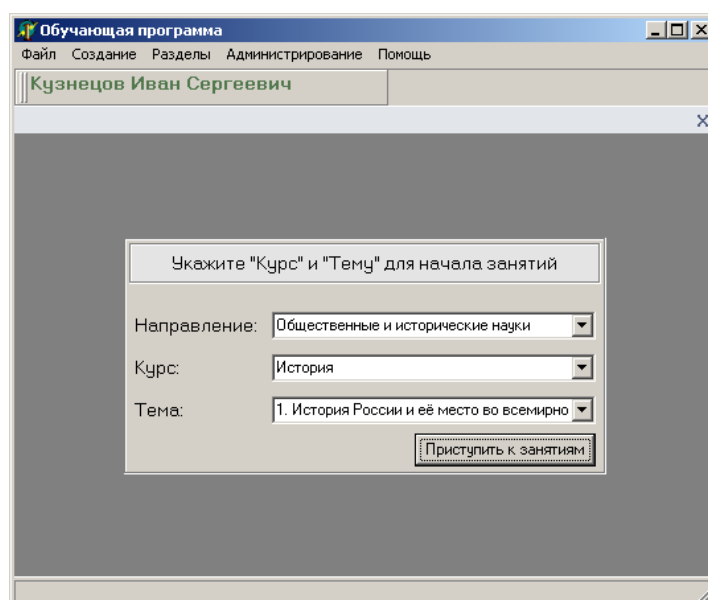 Обучающая программа
Файл Создание Разделы Администрирование Помощь
Кузнецов Иван Сергеевич
Укажите "Курс" и "Тему" для начала занятий
Направление: Общественные и исторические науки
Курс: История
Тема: 1. История России и её место во всемирно
Приступить к занятиям